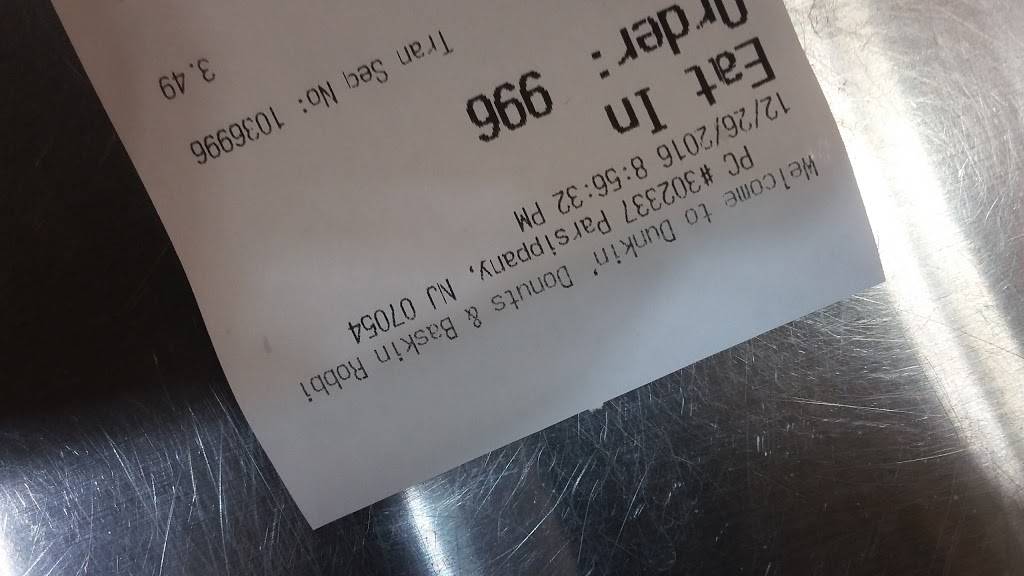 Welcome to Dunkin' Donuts & Baskin Robbi
PC #302337 Parsippany, NJ 07054
12/26/2016 8:56:32 PM
Eat In
Order: 996
Tran Seq No: 1036996
3.49